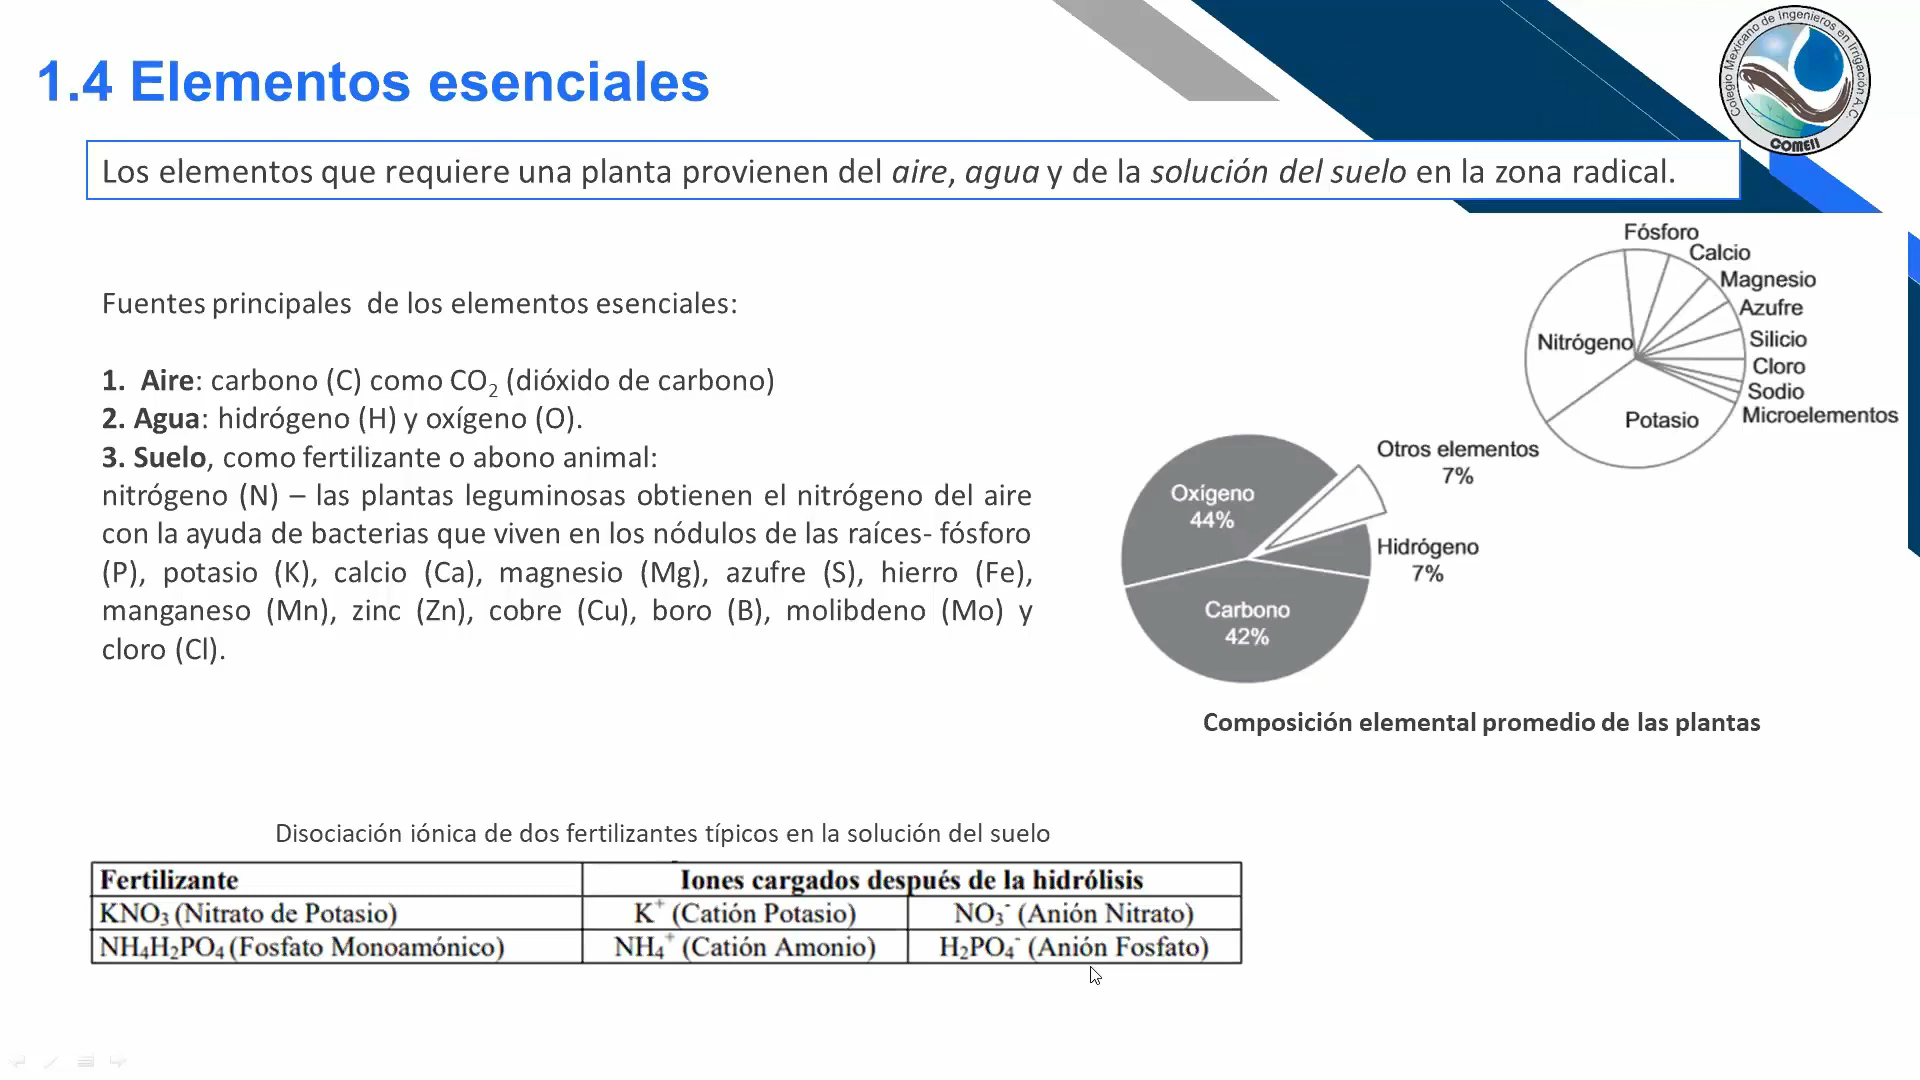 1.4 Elementos esenciales
Colegio Mexicano de Ingenieros en Irrigación A.C.
COMEII
Los elementos que requiere una planta provienen del aire, agua y de la solución del suelo en la zona radical.
Fuentes principales  de los elementos esenciales:
1. Aire: carbono (C) como CO₂ (dióxido de carbono)
2. Agua: hidrógeno (H) y oxígeno (O).
3. Suelo, como fertilizante o abono animal:
nitrógeno (N) – las plantas leguminosas obtienen el nitrógeno del aire
con la ayuda de bacterias que viven en los nódulos de las raíces- fósforo
(P), potasio (K), calcio (Ca), magnesio (Mg), azufre (S), hierro (Fe),
manganeso (Mn), zinc (Zn), cobre (Cu), boro (B), molibdeno (Mo) y
cloro (Cl).
Fósforo
Calcio
Magnesio
Azufre
Silicio
Cloro
Sodio
Microelementos
Nitrógeno
Potasio
Otros elementos
7%
Oxígeno
44%
Hidrógeno
7%
Carbono
42%
Composición elemental promedio de las plantas
Disociación iónica de dos fertilizantes típicos en la solución del suelo
Fertilizante Iones cargados después de la hidrólisis
KNO₃ (Nitrato de Potasio) K⁺ (Catión Potasio) NO₃⁻ (Anión Nitrato)
NH₄H₂PO₄ (Fosfato Monoamónico) NH₄⁺ (Catión Amonio) H₂PO₄⁻ (Anión Fosfato)